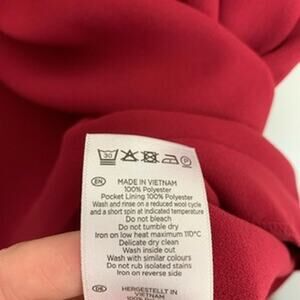 30
P
EN
MADE IN VIETNAM
100% Polyester
Pocket Lining 100% Polyester
Wash and rinse on a reduced wool cycle
and a short spin at indicated temperature
Do not bleach
Do not tumble dry
Iron on low heat maximum 110°C
Delicate dry clean
Wash inside out
Wash with similar colours
Do not rub isolated stains
Iron on reverse side
DE
HERGESTELLT IN
VIETNAM